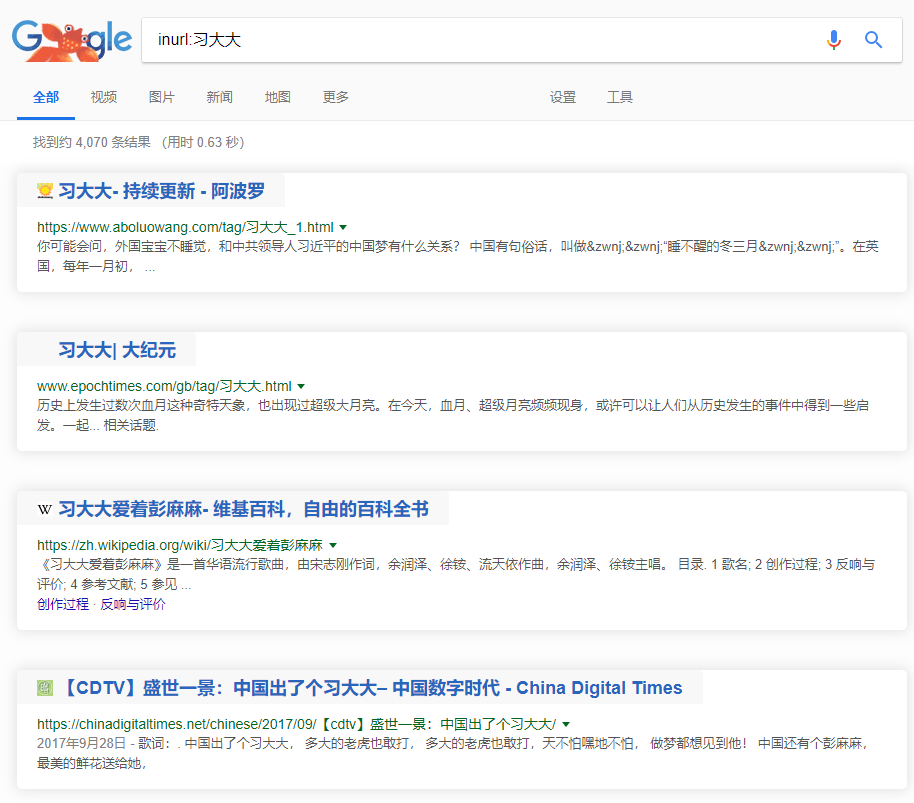 Google
inurl:习大大
全部 视频 图片 新闻 地图 更多 设置 工具
找到约 4,070 条结果 （用时 0.63 秒）
习大大- 持续更新 - 阿波罗
https://www.aboluowang.com/tag/习大大_1.html
你可能会问，外国宝宝不睡觉，和中共领导人习近平的中国梦有什么关系？ 中国有句俗话，叫做&zwnj;&zwnj;“睡不醒的冬三月&zwnj;&zwnj;”。在英
国，每年一月初， ...
习大大| 大纪元
www.epochtimes.com/gb/tag/习大大.html
历史上发生过数次血月这种奇特天象，也出现过超级大月亮。在今天，血月、超级月亮频频现身，或许可以让人们从历史发生的事件中得到一些启
发。一起... 相关话题.
W 习大大爱着彭麻麻- 维基百科，自由的百科全书
https://zh.wikipedia.org/wiki/习大大爱着彭麻麻
《习大大爱着彭麻麻》是一首华语流行歌曲，由宋志刚作词，余润泽、徐铵、流天依作曲，余润泽、徐铵主唱。 目录. 1 歌名; 2 创作过程; 3 反响与
评价; 4 参考文献; 5 参见 ...
创作过程 · 反响与评价
【CDTV】盛世一景：中国出了个习大大– 中国数字时代 - China Digital Times
https://chinadigitaltimes.net/chinese/2017/09/【cdtv】盛世一景：中国出了个习大大/
2017年9月28日 - 歌词：. 中国出了个习大大， 多大的老虎也敢打， 多大的老虎也敢打，天不怕嘿地不怕， 做梦都想见到他！ 中国还有个彭麻麻，
最美的鲜花送给她，